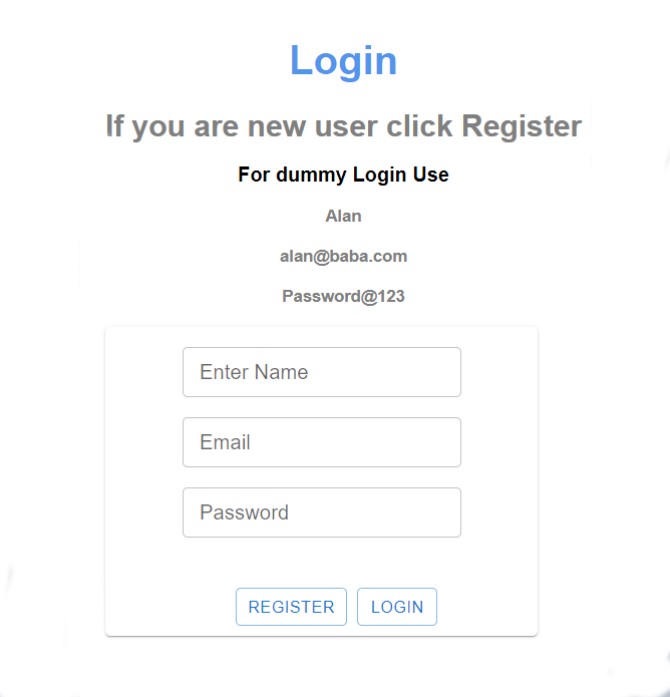 Login
If you are new user click Register
For dummy Login Use
Alan
alan@baba.com
Password@123
Enter Name
Email
Password
REGISTER LOGIN